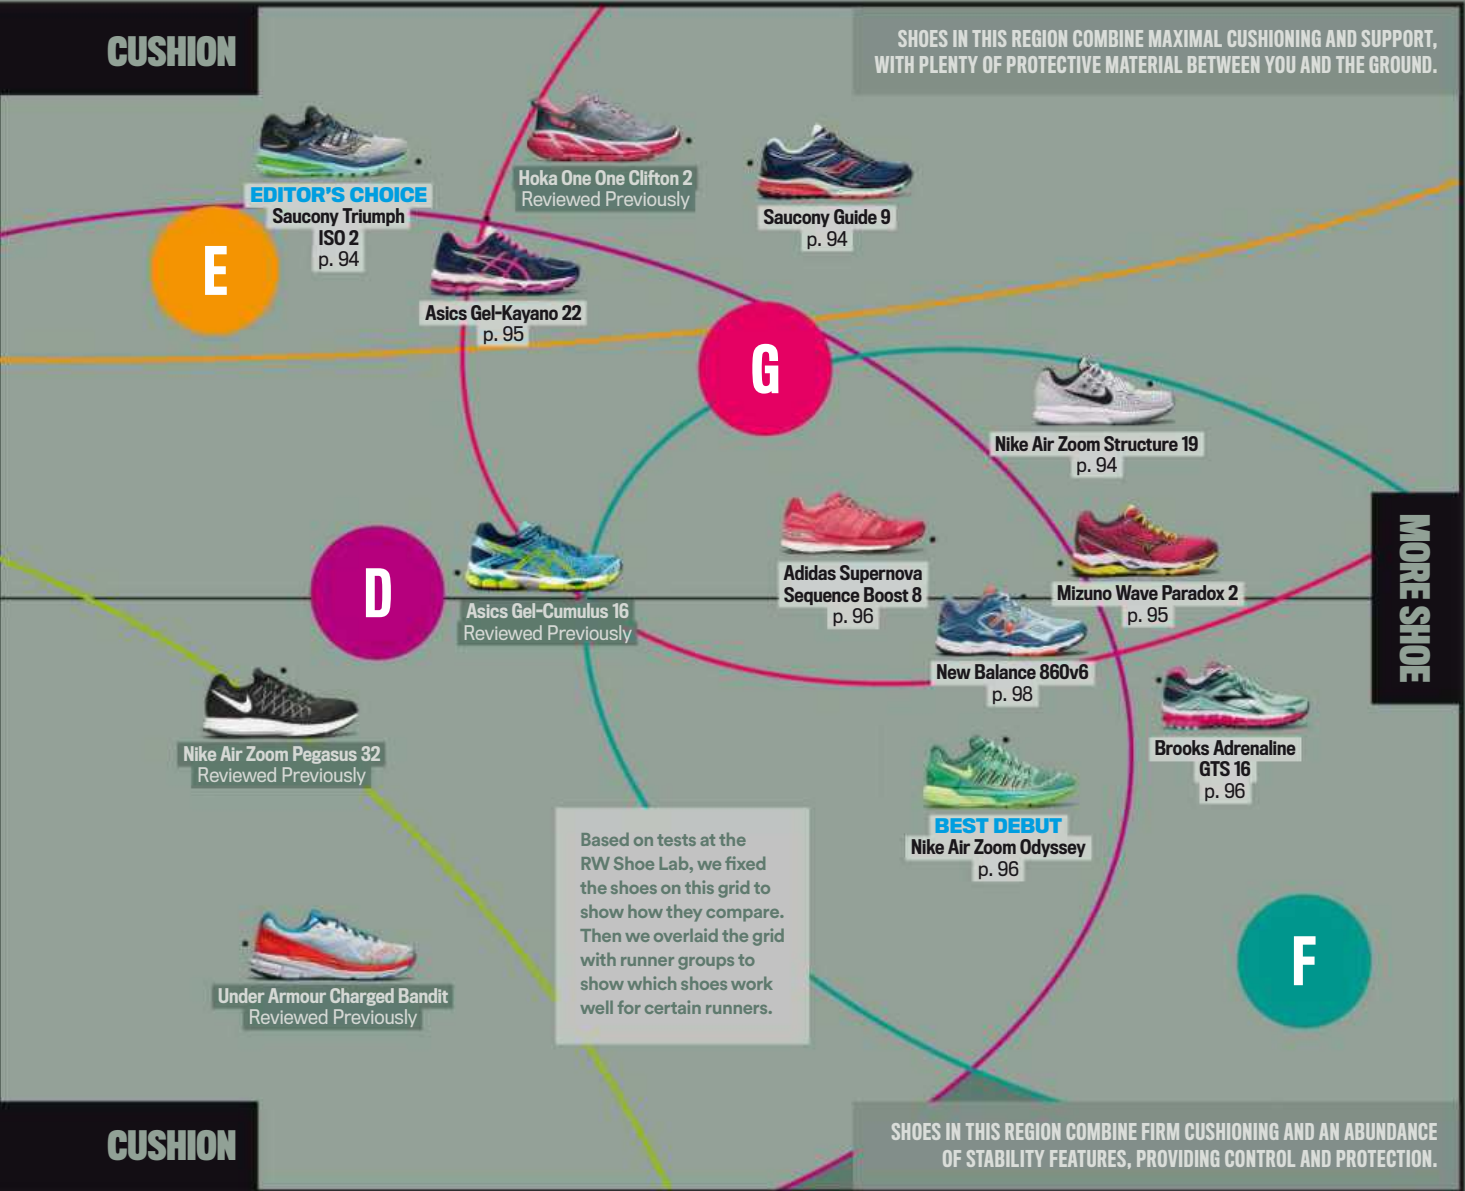 CUSHION
SHOES IN THIS REGION COMBINE MAXIMAL CUSHIONING AND SUPPORT,
WITH PLENTY OF PROTECTIVE MATERIAL BETWEEN YOU AND THE GROUND.
EDITOR'S CHOICE
Saucony Triumph
ISO 2
p. 94
Hoka One One Clifton 2
Reviewed Previously
Saucony Guide 9
p. 94
E
Asics Gel-Kayano 22
p. 95
G
Nike Air Zoom Structure 19
p. 94
MORE SHOE
D
Asics Gel-Cumulus 16
Reviewed Previously
Adidas Supernova
Sequence Boost 8
p. 96
Mizuno Wave Paradox 2
p. 95
New Balance 860v6
p. 98
Nike Air Zoom Pegasus 32
Reviewed Previously
Brooks Adrenaline
GTS 16
p. 96
BEST DEBUT
Nike Air Zoom Odyssey
p. 96
Based on tests at the
RW Shoe Lab, we fixed
the shoes on this grid to
show how they compare.
Then we overlaid the grid
with runner groups to
show which shoes work
well for certain runners.
F
Under Armour Charged Bandit
Reviewed Previously
CUSHION
SHOES IN THIS REGION COMBINE FIRM CUSHIONING AND AN ABUNDANCE
OF STABILITY FEATURES, PROVIDING CONTROL AND PROTECTION.